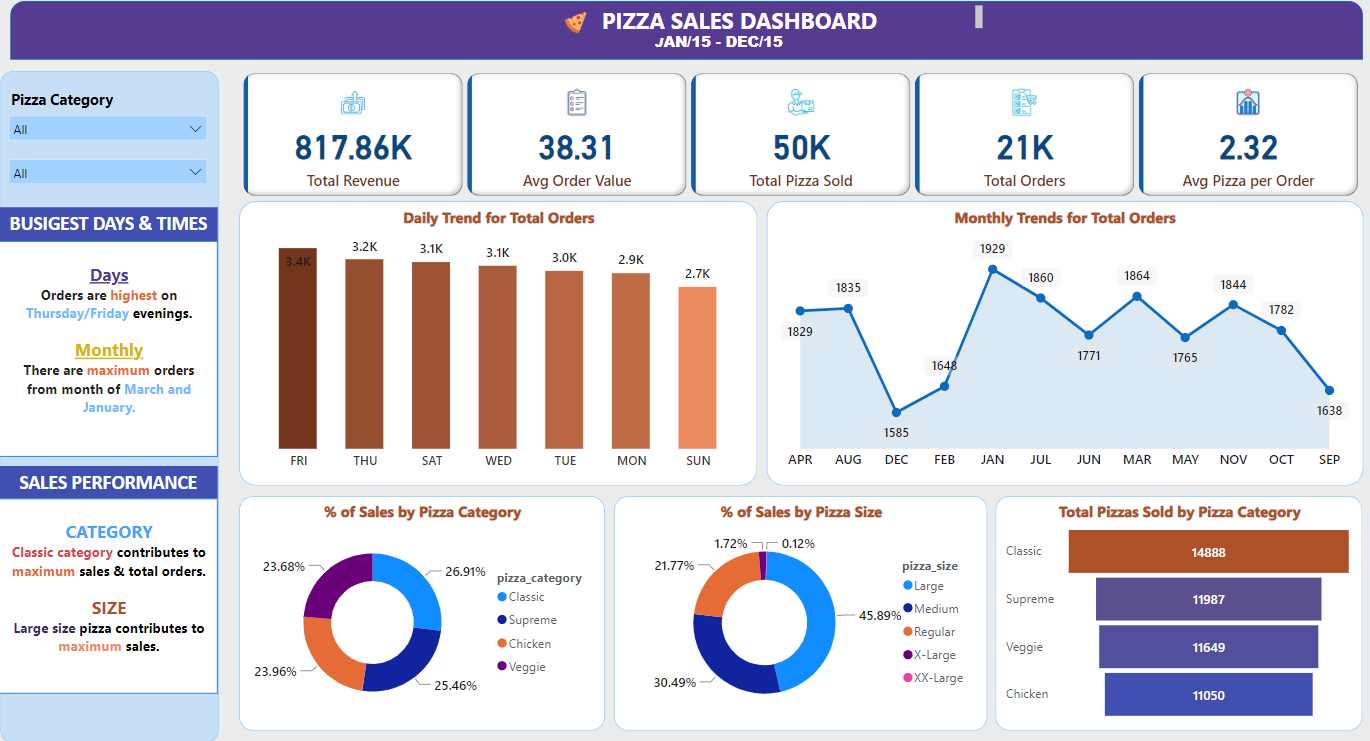 PIZZA SALES DASHBOARD
JAN/15 - DEC/15
Pizza Category
All
All
BUSIGEST DAYS & TIMES
Days
Orders are highest on
Thursday/Friday evenings.
Monthly
There are maximum orders
from month of March and
January.
SALES PERFORMANCE
CATEGORY
Classic category contributes to
maximum sales & total orders.
SIZE
Large size pizza contributes to
maximum sales.
817.86K
Total Revenue
38.31
Avg Order Value
50K
Total Pizza Sold
21K
Total Orders
2.32
Avg Pizza per Order
Daily Trend for Total Orders
3.4K
3.2K
3.1K
3.1K
3.0K
2.9K
2.7K
FRI THU SAT WED TUE MON SUN
Monthly Trends for Total Orders
1829
1835
1585
1648
1929
1860
1771
1864
1765
1844
1782
1638
APR AUG DEC FEB JAN JUL JUN MAR MAY NOV OCT SEP
% of Sales by Pizza Category
26.91%
25.46%
23.96%
23.68%
pizza_category
Classic
Supreme
Chicken
Veggie
% of Sales by Pizza Size
1.72%
0.12%
21.77%
45.89%
30.49%
pizza_size
Large
Medium
Regular
X-Large
XX-Large
Total Pizzas Sold by Pizza Category
Classic 14888
Supreme 11987
Veggie 11649
Chicken 11050